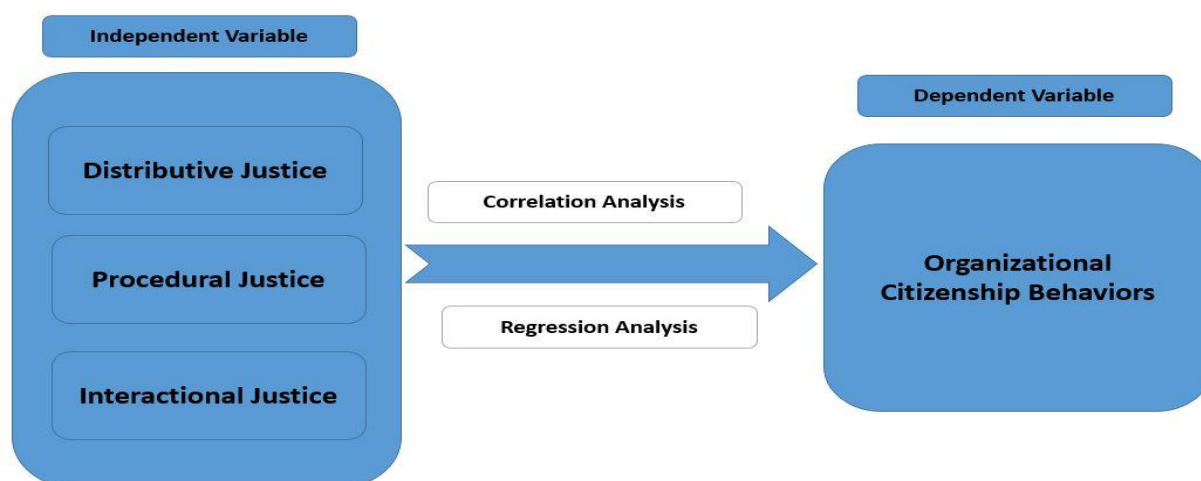 Independent Variable
Distributive Justice
Procedural Justice
Interactional Justice
Correlation Analysis
Regression Analysis
Dependent Variable
Organizational
Citizenship Behaviors